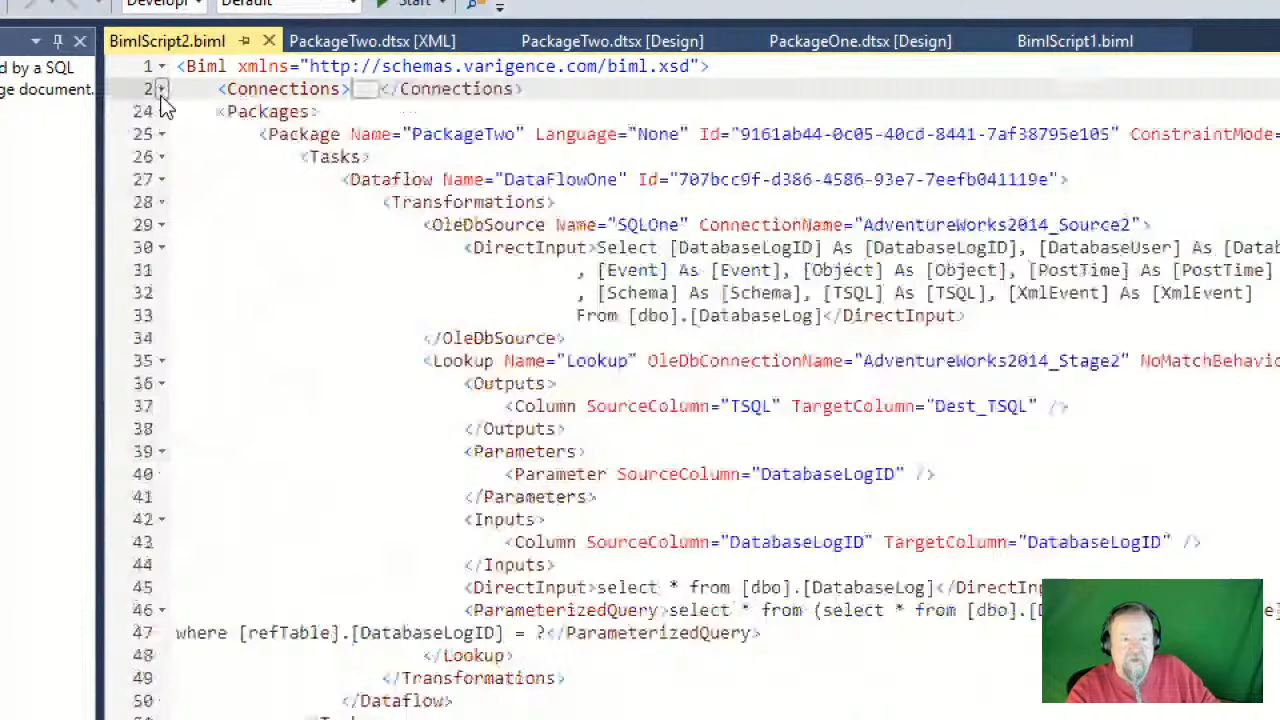 Developi Default Start
BimlScript2.biml PackageTwo.dtsx [XML] PackageTwo.dtsx [Design] PackageOne.dtsx [Design] BimlScript1.biml
d by a SQL
ge document.
1 <Biml xmlns="http://schemas.varigence.com/biml.xsd">
2 <Connections>...</Connections>
24 <Packages>
25 <Package Name="PackageTwo" Language="None" Id="9161ab44-0c05-40cd-8441-7af38795e105" ConstraintMode=
26 <Tasks>
27 <Dataflow Name="DataFlowOne" Id="707bcc9f-d386-4586-93e7-7eefb041119e">
28 <Transformations>
29 <OleDbSource Name="SQLOne" ConnectionName="AdventureWorks2014_Source2">
30 <DirectInput>Select [DatabaseLogID] As [DatabaseLogID], [DatabaseUser] As [Datab
31 , [Event] As [Event], [Object] As [Object], [PostTime] As [PostTime]
32 , [Schema] As [Schema], [TSQL] As [TSQL], [XmlEvent] As [XmlEvent]
33 From [dbo].[DatabaseLog]</DirectInput>
34 </OleDbSource>
35 <Lookup Name="Lookup" OleDbConnectionName="AdventureWorks2014_Stage2" NoMatchBehavio
36 <Outputs>
37 <Column SourceColumn="TSQL" TargetColumn="Dest_TSQL" />
38 </Outputs>
39 <Parameters>
40 <Parameter SourceColumn="DatabaseLogID" />
41 </Parameters>
42 <Inputs>
43 <Column SourceColumn="DatabaseLogID" TargetColumn="DatabaseLogID" />
44 </Inputs>
45 <DirectInput>select * from [dbo].[DatabaseLog]</DirectInp
46 <ParameterizedQuery>select * from (select * from [dbo].[D
47 where [refTable].[DatabaseLogID] = ?</ParameterizedQuery>
48 </Lookup>
49 </Transformations>
50 </Dataflow>